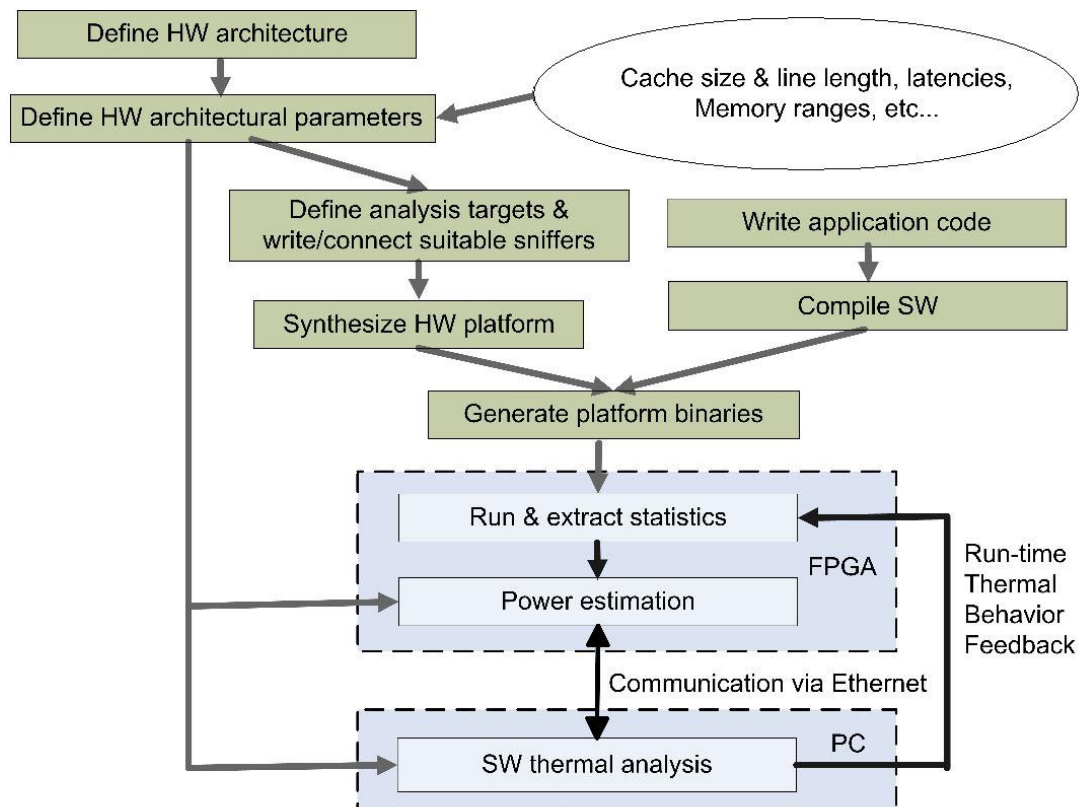 Define HW architecture
Cache size & line length, latencies,
Memory ranges, etc...
Define HW architectural parameters
Define analysis targets &
write/connect suitable sniffers
Write application code
Synthesize HW platform
Compile SW
Generate platform binaries
Run & extract statistics
FPGA
Power estimation
Run-time
Thermal
Behavior
Feedback
Communication via Ethernet
PC
SW thermal analysis